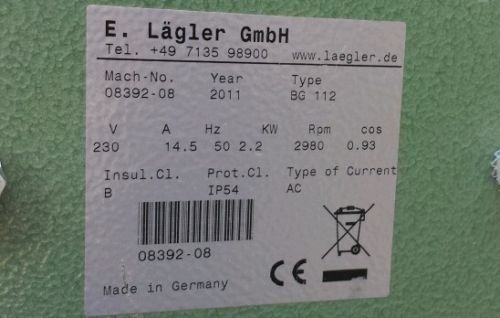 E. Lägler GmbH
Tel. +49 7135 98900 www.laegler.de
Mach-No. Year Type
08392-08 2011 BG 112
V A Hz KW Rpm cos
230 14.5 50 2.2 2980 0.93
Insul.Cl. Prot.Cl. Type of Current
B IP54 AC
08392-08
CE
Made in Germany